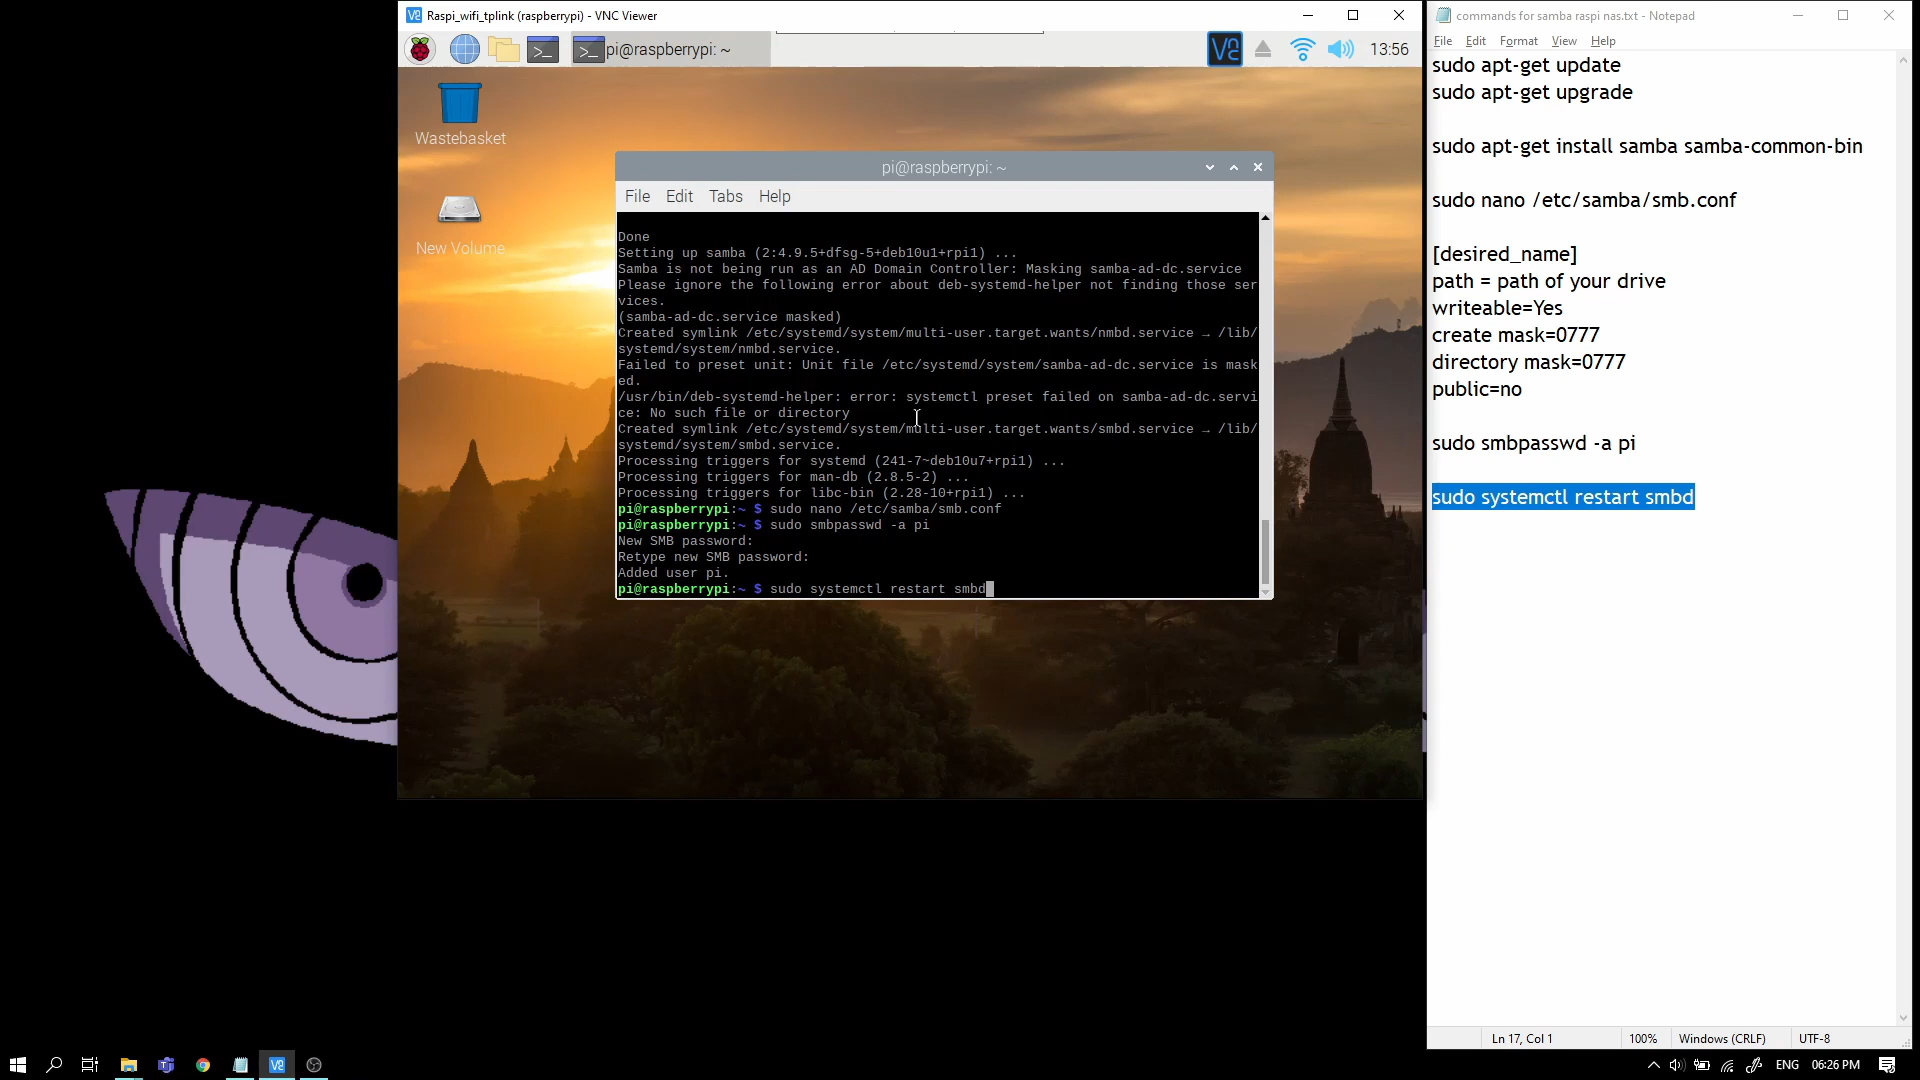 Raspi_wifi_tplink (raspberrypi) - VNC Viewer
pi@raspberrypi: ~
13:56
Wastebasket
New Volume
pi@raspberrypi: ~
File Edit Tabs Help
Done
Setting up samba (2:4.9.5+dfsg-5+deb10u1+rpi1) ...
Samba is not being run as an AD Domain Controller: Masking samba-ad-dc.service
Please ignore the following error about deb-systemd-helper not finding those ser
vices.
(samba-ad-dc.service masked)
Created symlink /etc/systemd/system/multi-user.target.wants/nmbd.service → /lib/
systemd/system/nmbd.service.
Failed to preset unit: Unit file /etc/systemd/system/samba-ad-dc.service is mask
ed.
/usr/bin/deb-systemd-helper: error: systemctl preset failed on samba-ad-dc.servi
ce: No such file or directory
Created symlink /etc/systemd/system/multi-user.target.wants/smbd.service → /lib/
systemd/system/smbd.service.
Processing triggers for systemd (241-7~deb10u7+rpi1) ...
Processing triggers for man-db (2.8.5-2) ...
Processing triggers for libc-bin (2.28-10+rpi1) ...
pi@raspberrypi:~ $ sudo nano /etc/samba/smb.conf
pi@raspberrypi:~ $ sudo smbpasswd -a pi
New SMB password:
Retype new SMB password:
Added user pi.
pi@raspberrypi:~ $ sudo systemctl restart smbd
commands for samba raspi nas.txt - Notepad
File Edit Format View Help
sudo apt-get update
sudo apt-get upgrade
sudo apt-get install samba samba-common-bin
sudo nano /etc/samba/smb.conf
[desired_name]
path = path of your drive
writeable=Yes
create mask=0777
directory mask=0777
public=no
sudo smbpasswd -a pi
sudo systemctl restart smbd
Ln 17, Col 1 100% Windows (CRLF) UTF-8
ENG 06:26 PM